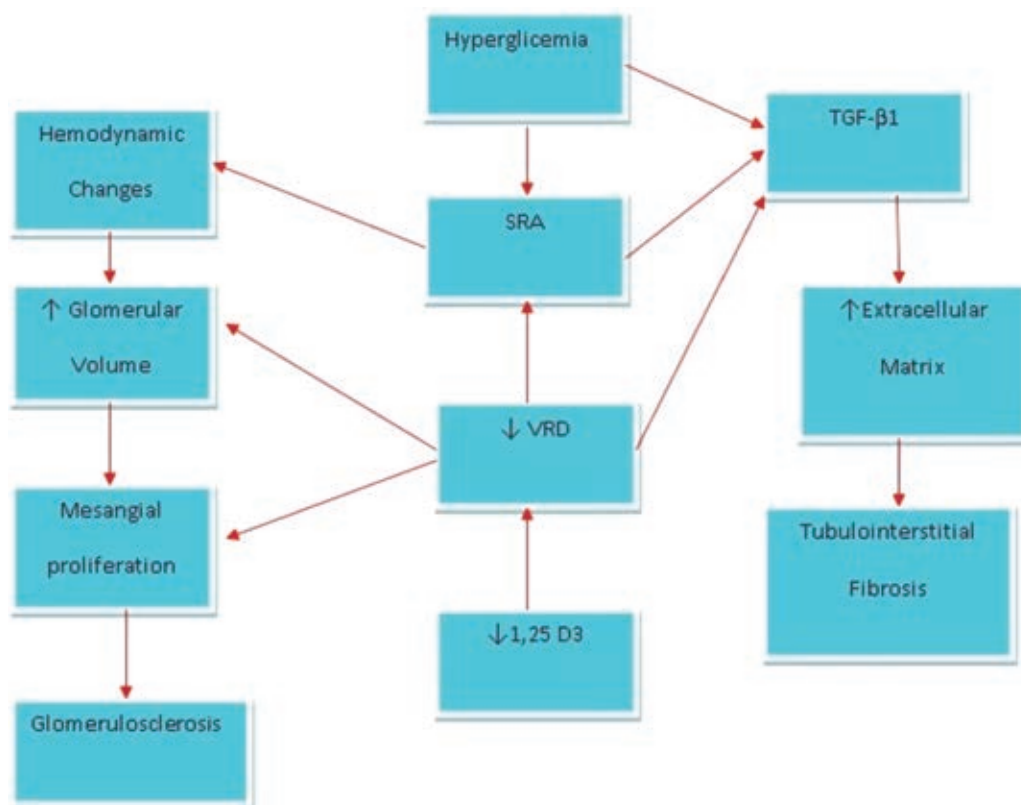 Hyperglicemia
Hemodynamic
Changes
TGF-β1
SRA
↑ Glomerular
Volume
↑Extracellular
Matrix
↓ VRD
Mesangial
proliferation
Tubulointerstitial
Fibrosis
↓1,25 D3
Glomerulosclerosis